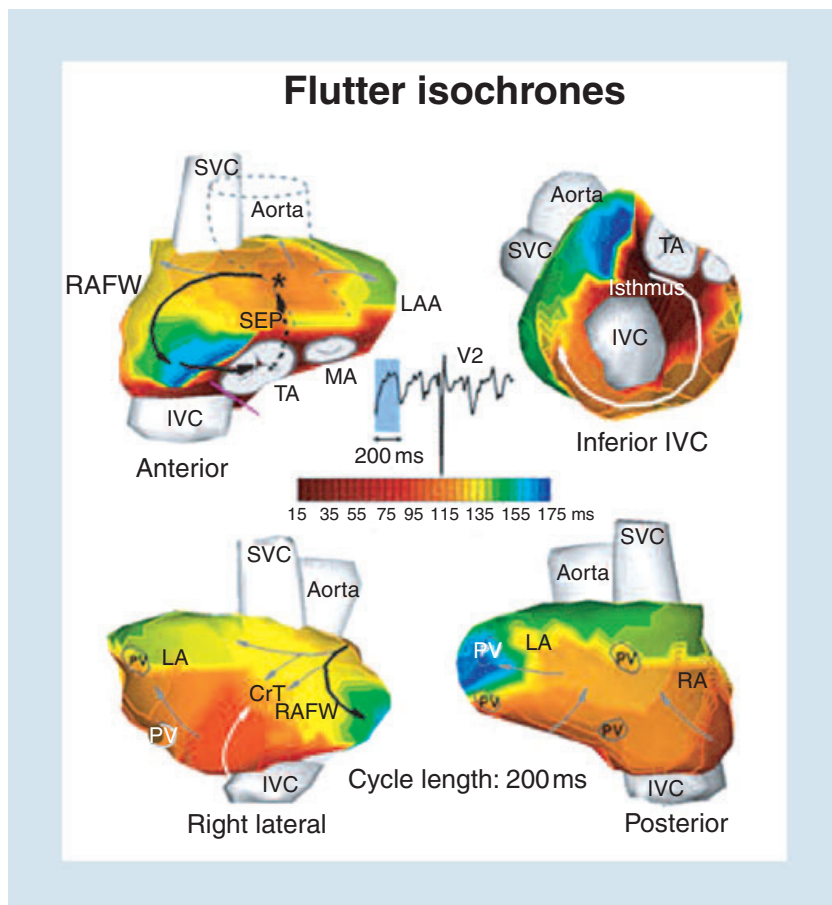 Flutter isochrones
SVC
Aorta
RAFW
LAA
SEP
*
TA
MA
IVC
Anterior
Aorta
SVC
TA
Isthmus
IVC
Inferior IVC
V2
200 ms
15 35 55 75 95 115 135 155 175 ms
SVC
Aorta
LA
PV
CrT
RAFW
PV
IVC
Right lateral
SVC
Aorta
PV
LA
PV
RA
PV
PV
IVC
Posterior
Cycle length: 200 ms